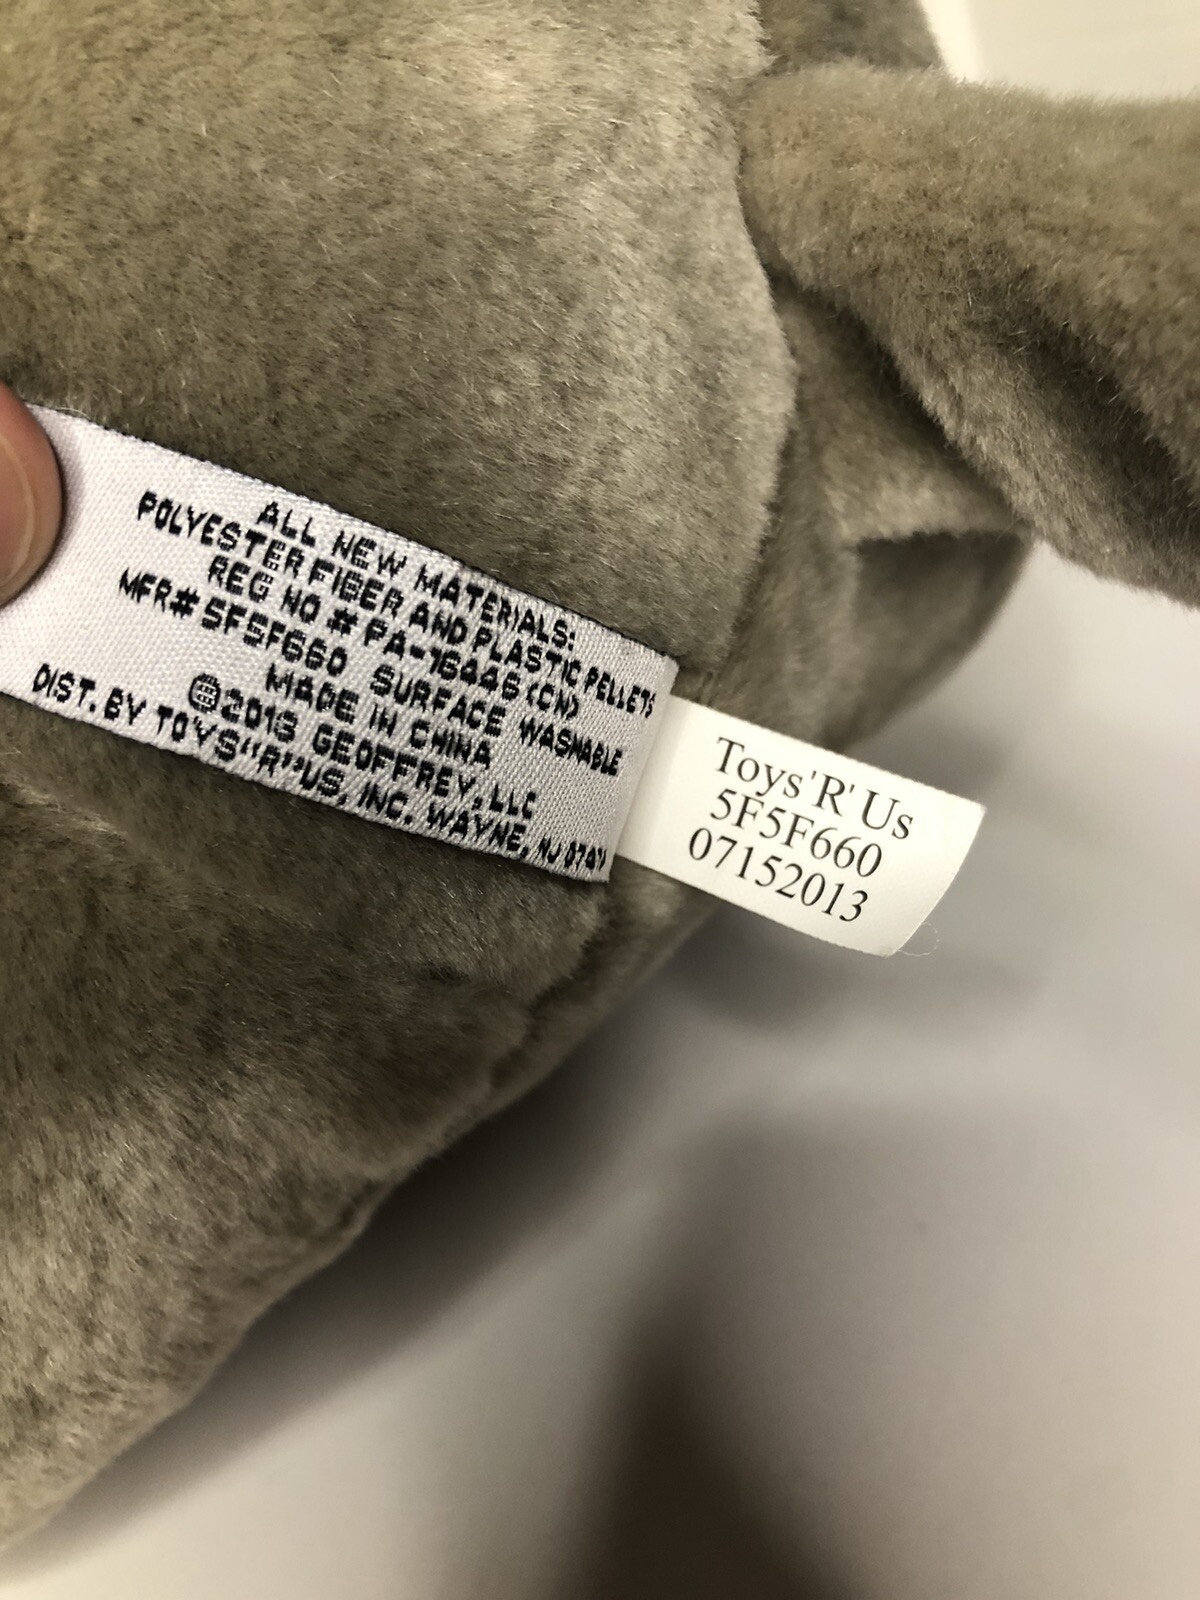 ALL NEW MATERIALS:
POLYESTER FIBER AND PLASTIC PELLETS
REG NO # PA-16446 (CN)
MFR# 5F5F660 SURFACE WASHABLE
MADE IN CHINA
©2013 GEOFFREY, LLC
DIST. BY TOYS"R"US, INC. WAYNE, NJ
Toys'R' Us
5F5F660
07152013